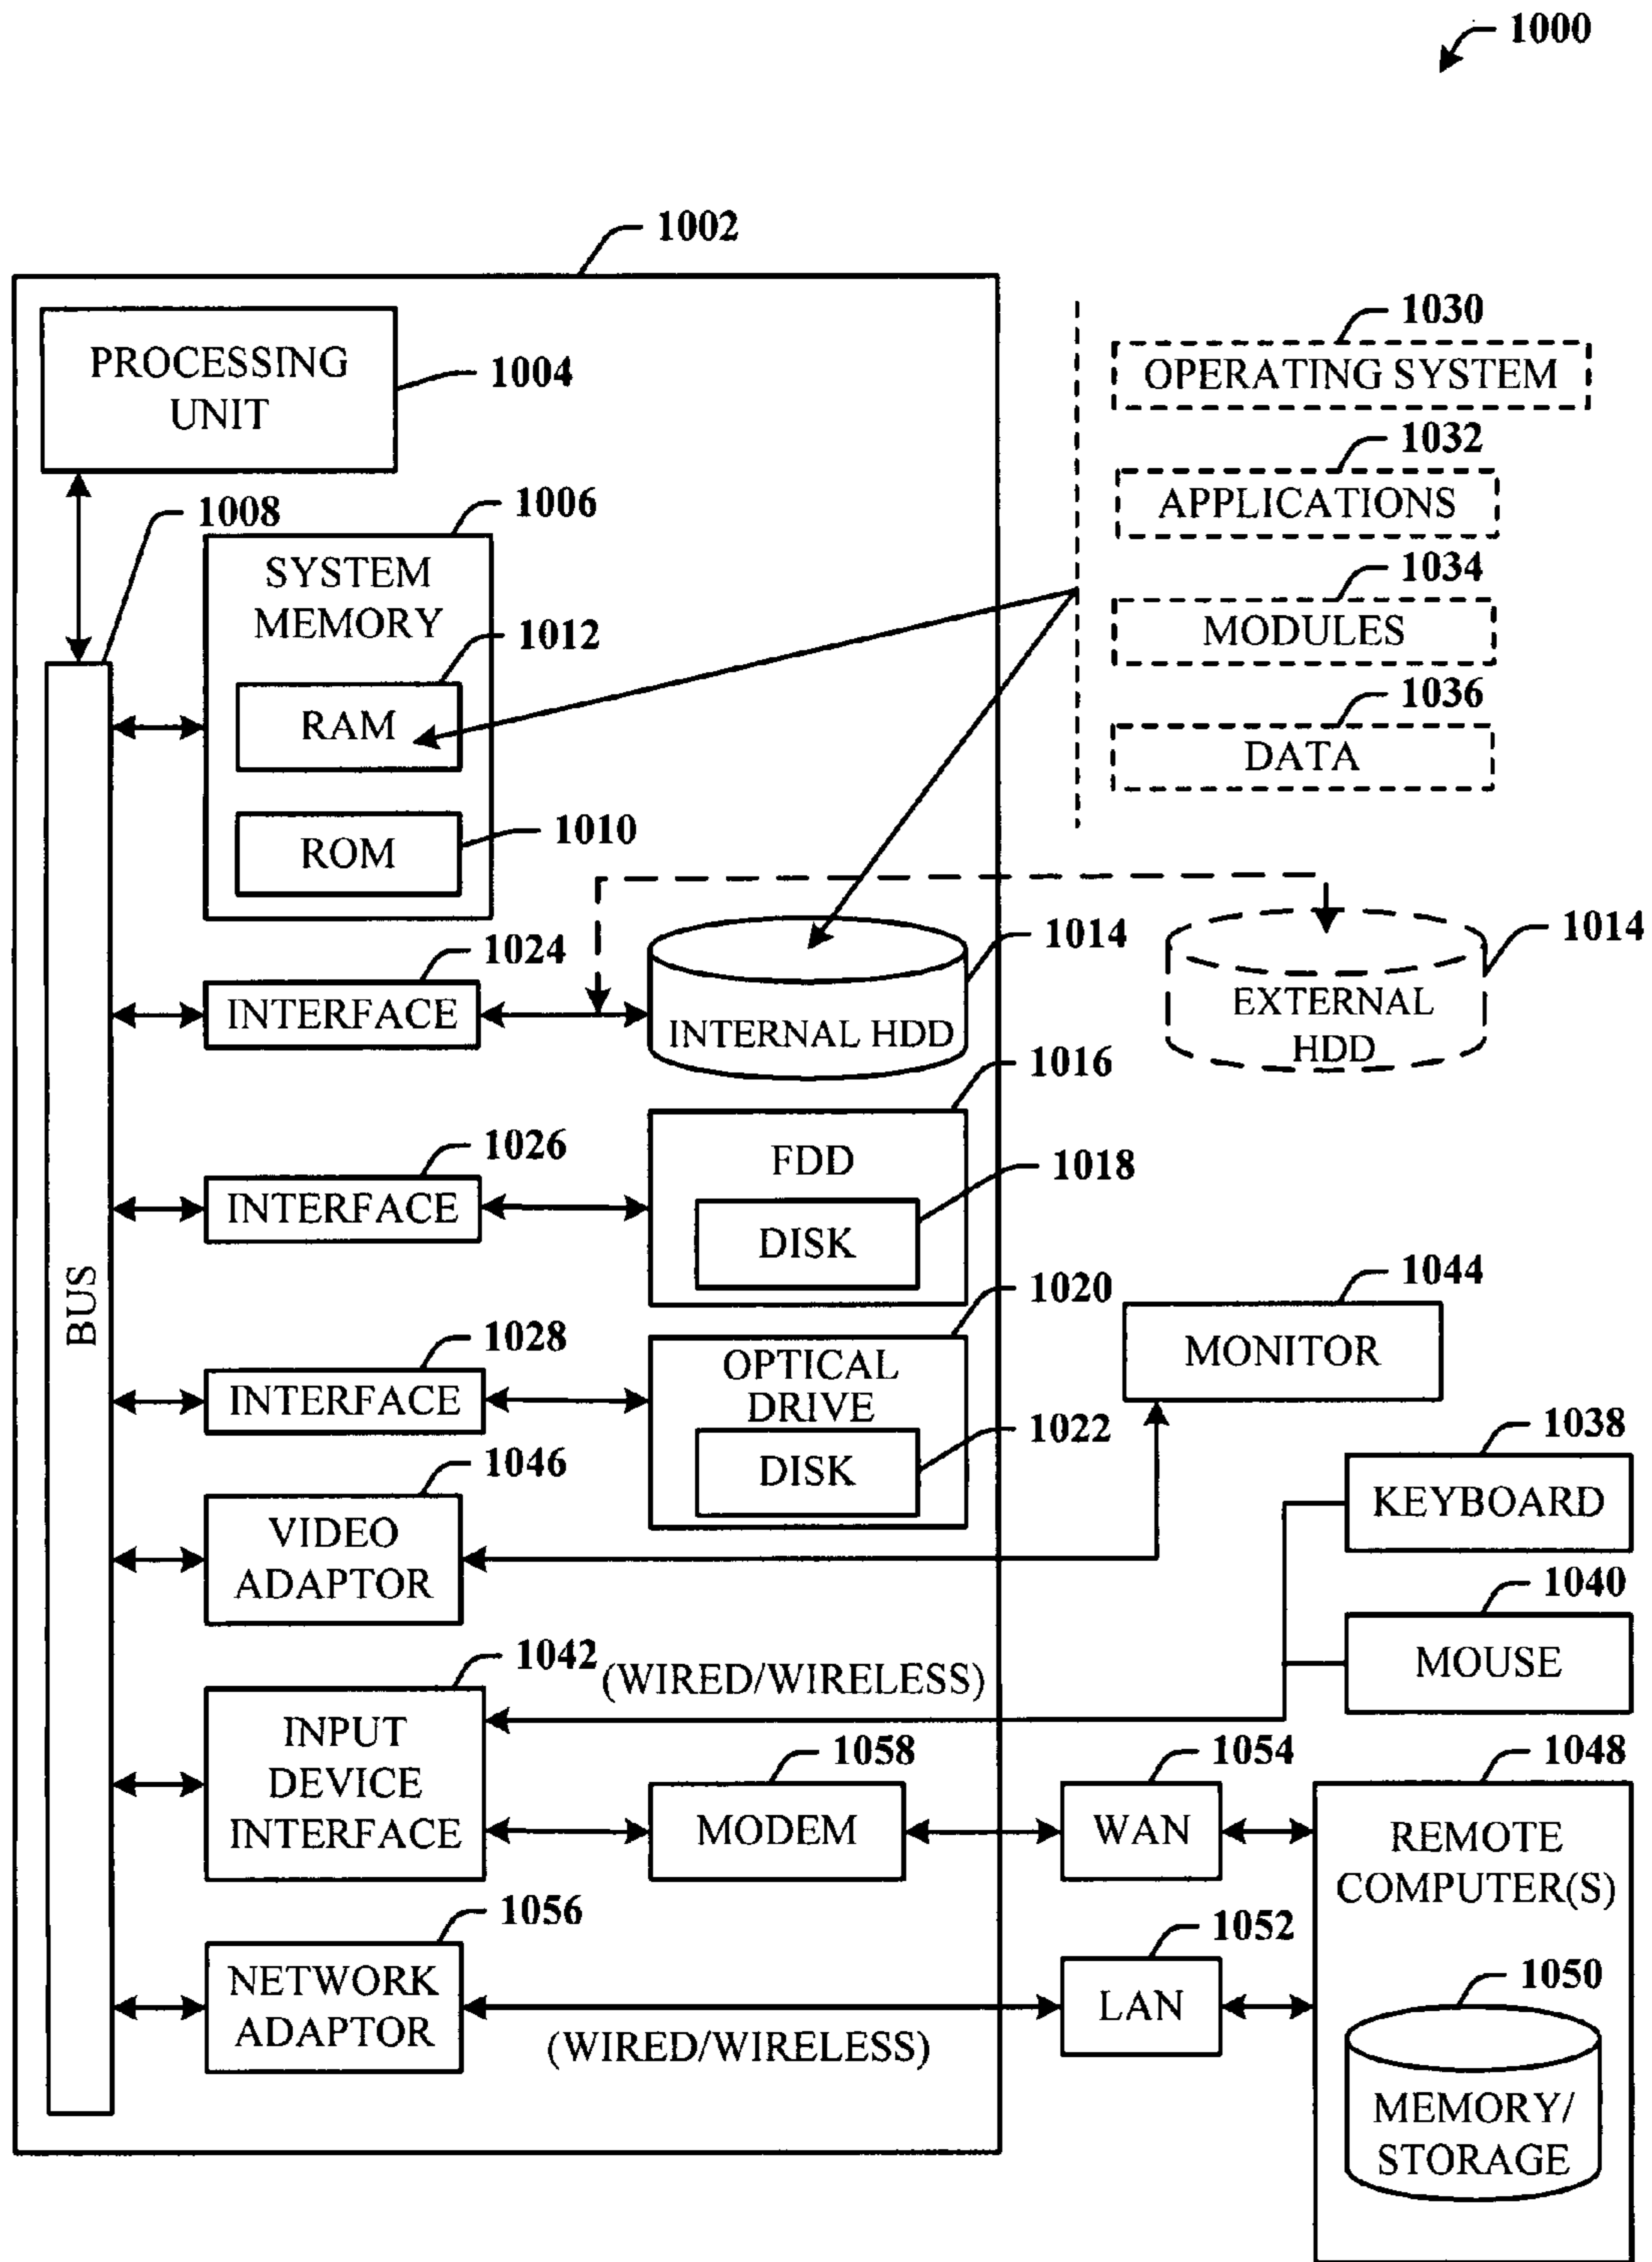 1000
1002
PROCESSING
UNIT
1004
1030
OPERATING SYSTEM
1032
APPLICATIONS
1034
MODULES
1036
DATA
1008
1006
SYSTEM
MEMORY
1012
RAM
1010
ROM
BUS
1024
INTERFACE
1014
INTERNAL HDD
1014
EXTERNAL
HDD
1026
INTERFACE
1016
FDD
1018
DISK
1028
INTERFACE
1020
OPTICAL
DRIVE
1022
DISK
1044
MONITOR
1046
VIDEO
ADAPTOR
1038
KEYBOARD
1040
MOUSE
1042
(WIRED/WIRELESS)
INPUT
DEVICE
INTERFACE
1058
MODEM
1054
WAN
1048
REMOTE
COMPUTER(S)
1056
NETWORK
ADAPTOR
(WIRED/WIRELESS)
1052
LAN
1050
MEMORY/
STORAGE